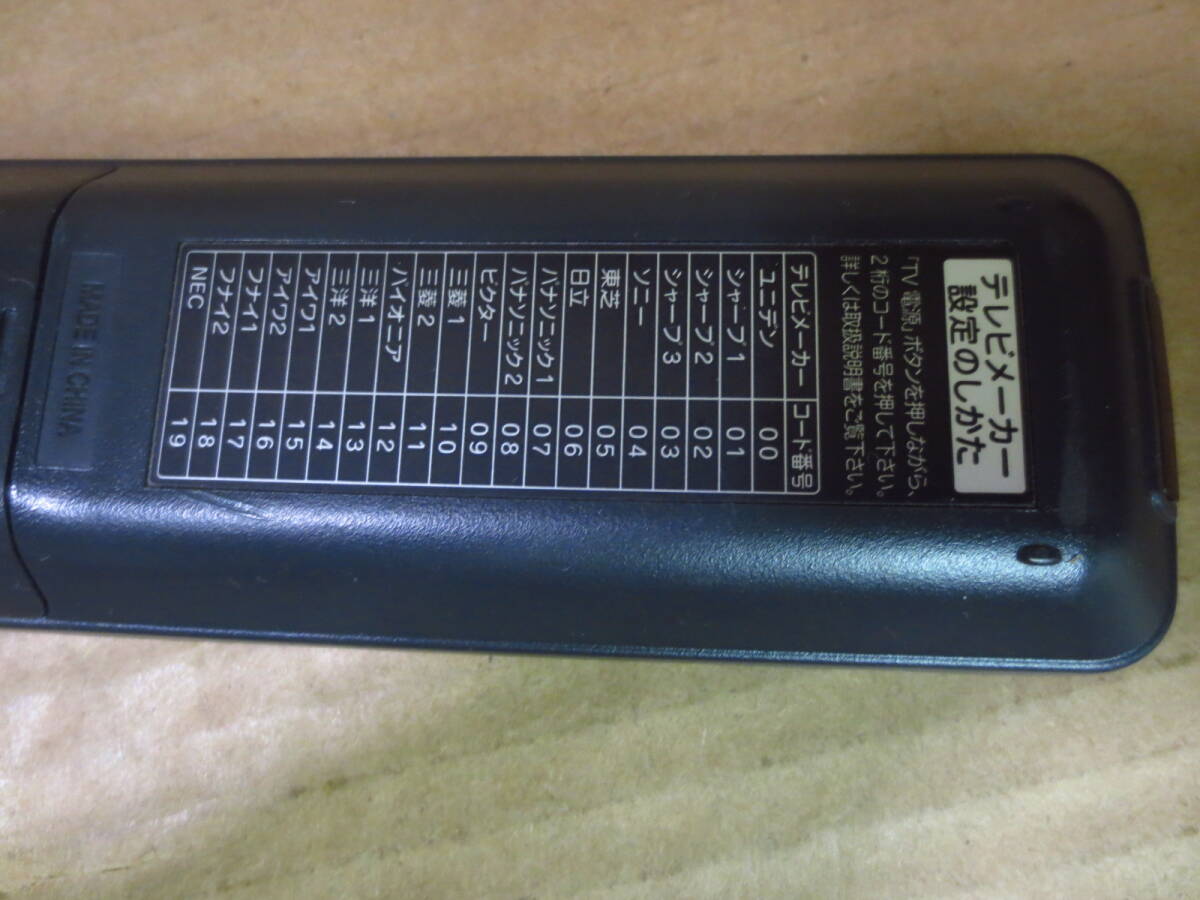 テレビメーカー
設定のしかた
「TV 電源」ボタンを押しながら、
2桁のコード番号を押して下さい。
詳しくは取扱説明書をご覧下さい。
テレビメーカー コード番号
ユニデン 00
シャープ1 01
シャープ2 02
シャープ3 03
ソニー 04
東芝 05
日立 06
パナソニック1 07
パナソニック2 08
ビクター 09
三菱1 10
三菱2 11
パイオニア 12
三洋1 13
三洋2 14
アイワ1 15
アイワ2 16
フナイ1 17
フナイ2 18
NEC 19
MADE IN CHINA